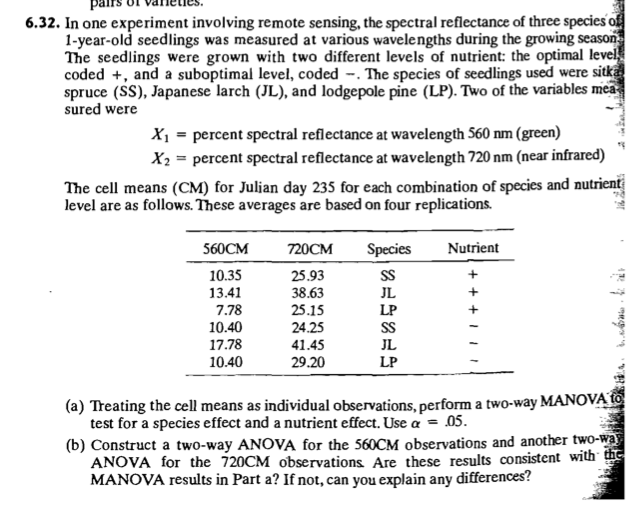 pairs of varieties.
6.32. In one experiment involving remote sensing, the spectral reflectance of three species of
1-year-old seedlings was measured at various wavelengths during the growing season.
The seedlings were grown with two different levels of nutrient: the optimal level,
coded +, and a suboptimal level, coded −. The species of seedlings used were sitka
spruce (SS), Japanese larch (JL), and lodgepole pine (LP). Two of the variables mea-
sured were
X₁ = percent spectral reflectance at wavelength 560 nm (green)
X₂ = percent spectral reflectance at wavelength 720 nm (near infrared)
The cell means (CM) for Julian day 235 for each combination of species and nutrient
level are as follows. These averages are based on four replications.
560CM 720CM Species Nutrient
10.35 25.93 SS +
13.41 38.63 JL +
7.78 25.15 LP +
10.40 24.25 SS −
17.78 41.45 JL −
10.40 29.20 LP −
(a) Treating the cell means as individual observations, perform a two-way MANOVA to
test for a species effect and a nutrient effect. Use α = .05.
(b) Construct a two-way ANOVA for the 560CM observations and another two-way
ANOVA for the 720CM observations. Are these results consistent with the
MANOVA results in Part a? If not, can you explain any differences?